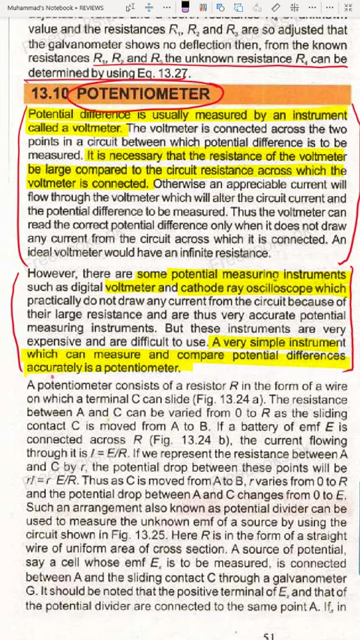 Muhammad's Notebook • REVIEWS
value and the resistances R1, R2 and R3 are so adjusted that
the galvanometer shows no deflection then, from the known
resistances R1, R2 and R3 the unknown resistance R4 can be
determined by using Eq. 13.27.
13.10 POTENTIOMETER
Potential difference is usually measured by an instrument
called a voltmeter. The voltmeter is connected across the two
points in a circuit between which potential difference is to be
measured. It is necessary that the resistance of the voltmeter
be large compared to the circuit resistance across which the
voltmeter is connected. Otherwise an appreciable current will
flow through the voltmeter which will alter the circuit current and
the potential difference to be measured. Thus the voltmeter can
read the correct potential difference only when it does not draw
any current from the circuit across which it is connected. An
ideal voltmeter would have an infinite resistance.
However, there are some potential measuring instruments
such as digital voltmeter and cathode ray oscilloscope which
practically do not draw any current from the circuit because of
their large resistance and are thus very accurate potential
measuring instruments. But these instruments are very
expensive and are difficult to use. A very simple instrument
which can measure and compare potential differences
accurately is a potentiometer.
A potentiometer consists of a resistor R in the form of a wire
on which a terminal C can slide (Fig. 13.24 a). The resistance
between A and C can be varied from 0 to R as the sliding
contact C is moved from A to B. If a battery of emf E is
connected across R (Fig. 13.24 b), the current flowing
through it is I = E/R. If we represent the resistance between A
and C by r, the potential drop between these points will be
rI = r E/R. Thus as C is moved from A to B, r varies from 0 to R
and the potential drop between A and C changes from 0 to E.
Such an arrangement also known as potential divider can be
used to measure the unknown emf of a source by using the
circuit shown in Fig. 13.25. Here R is in the form of a straight
wire of uniform area of cross section. A source of potential,
say a cell whose emf Ex is to be measured, is connected
between A and the sliding contact C through a galvanometer
G. It should be noted that the positive terminal of Ex and that of
the potential divider are connected to the same point A. If, in
51